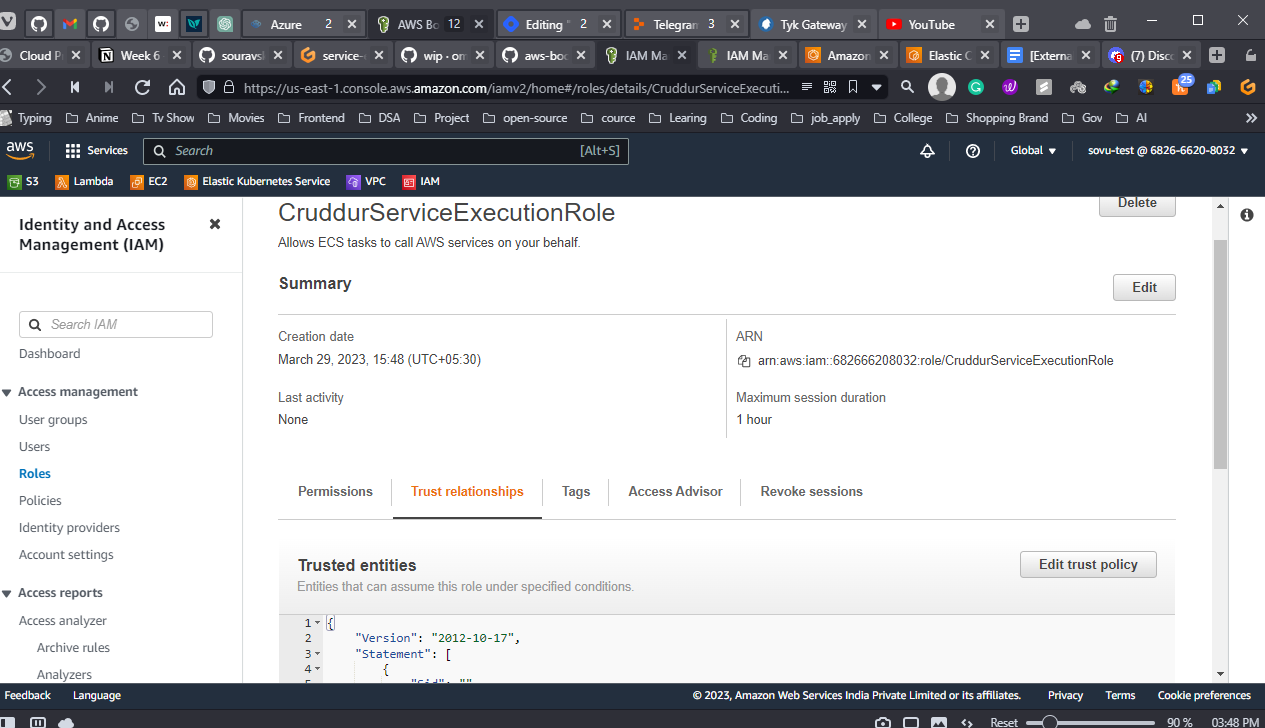 Azure 2
AWS Bo 12
Editing 2
Telegram 3
Tyk Gateway
YouTube
Cloud P
Week 6
souravs
service-
wip · om
aws-boo
IAM Ma
IAM Ma
Amazon
Elastic C
[Externa
(7) Disco
https://us-east-1.console.aws.amazon.com/iamv2/home#/roles/details/CruddurServiceExecuti...
25
Typing
Anime
Tv Show
Movies
Frontend
DSA
Project
open-source
cource
Learing
Coding
job_apply
College
Shopping Brand
Gov
AI
aws
Services
Search [Alt+S]
Global
sovu-test @ 6826-6620-8032
S3
Lambda
EC2
Elastic Kubernetes Service
VPC
IAM
Identity and Access
Management (IAM)
Search IAM
Dashboard
Access management
User groups
Users
Roles
Policies
Identity providers
Account settings
Access reports
Access analyzer
Archive rules
Analyzers
CruddurServiceExecutionRole
Delete
Allows ECS tasks to call AWS services on your behalf.
Summary
Edit
Creation date
March 29, 2023, 15:48 (UTC+05:30)
ARN
arn:aws:iam::682666208032:role/CruddurServiceExecutionRole
Last activity
None
Maximum session duration
1 hour
Permissions
Trust relationships
Tags
Access Advisor
Revoke sessions
Trusted entities
Edit trust policy
Entities that can assume this role under specified conditions.
1 {
2 "Version": "2012-10-17",
3 "Statement": [
4 {
5 "Sid": ""
Feedback
Language
© 2023, Amazon Web Services India Private Limited or its affiliates.
Privacy
Terms
Cookie preferences
Reset
90 %
03:48 PM